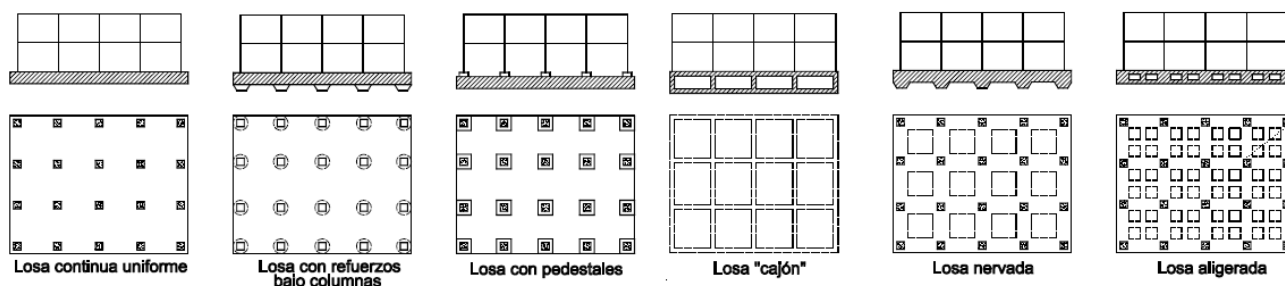 Losa continua uniforme
Losa con refuerzos
bajo columnas
Losa con pedestales
Losa "cajón"
Losa nervada
Losa aligerada